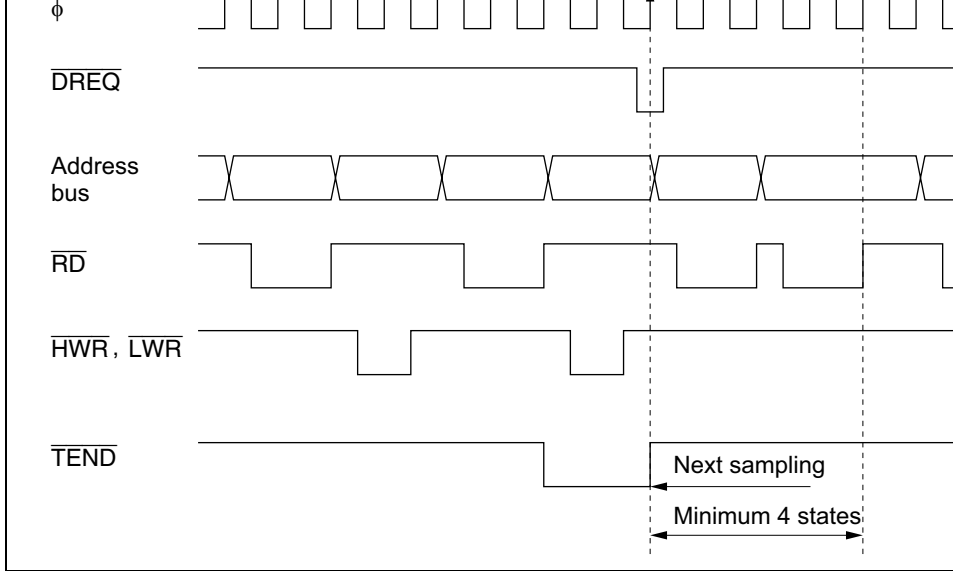 ϕ
DREQ
Address
bus
RD
HWR, LWR
TEND
Next sampling
Minimum 4 states